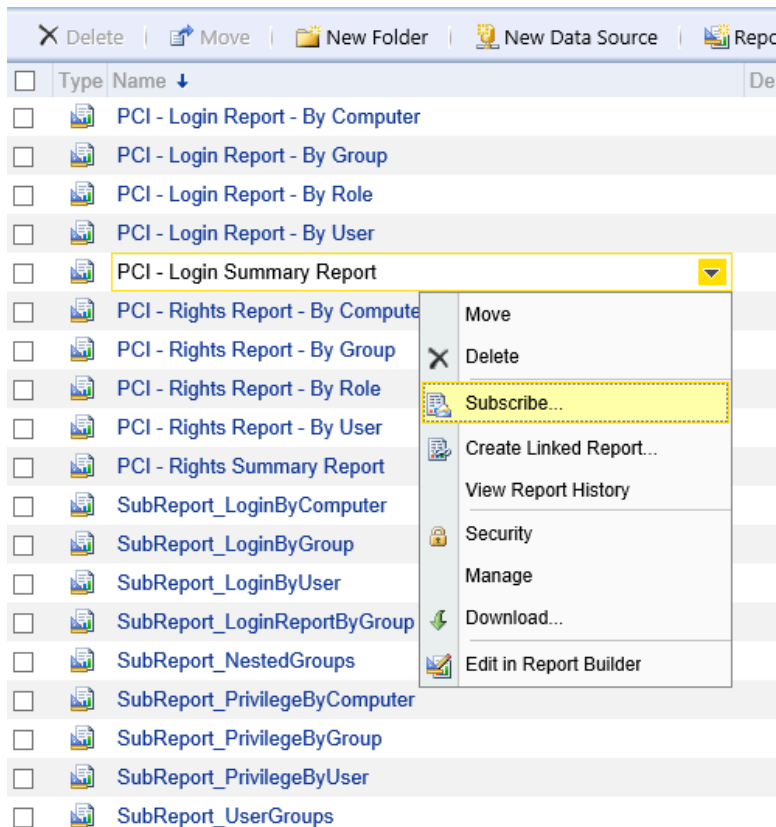 Delete Move New Folder New Data Source Repo
Type Name De
PCI - Login Report - By Computer
PCI - Login Report - By Group
PCI - Login Report - By Role
PCI - Login Report - By User
PCI - Login Summary Report
PCI - Rights Report - By Compute
PCI - Rights Report - By Group
PCI - Rights Report - By Role
PCI - Rights Report - By User
PCI - Rights Summary Report
SubReport_LoginByComputer
SubReport_LoginByGroup
SubReport_LoginByUser
SubReport_LoginReportByGroup
SubReport_NestedGroups
SubReport_PrivilegeByComputer
SubReport_PrivilegeByGroup
SubReport_PrivilegeByUser
SubReport_UserGroups
Move
Delete
Subscribe...
Create Linked Report...
View Report History
Security
Manage
Download...
Edit in Report Builder